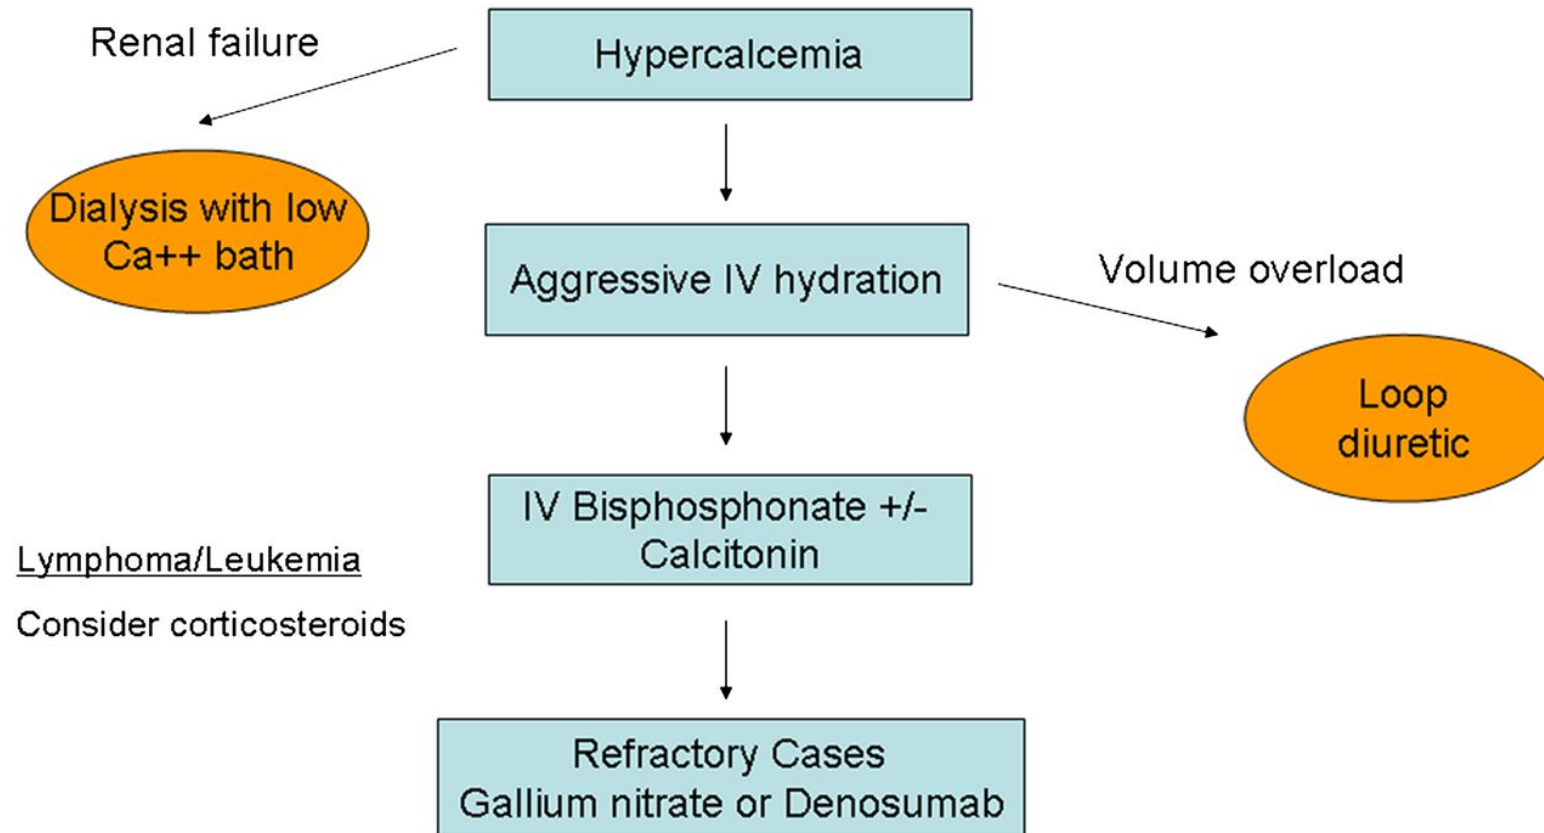 Renal failure
Hypercalcemia
Dialysis with low
Ca++ bath
Aggressive IV hydration
Volume overload
Loop
diuretic
IV Bisphosphonate +/-
Calcitonin
Lymphoma/Leukemia
Consider corticosteroids
Refractory Cases
Gallium nitrate or Denosumab